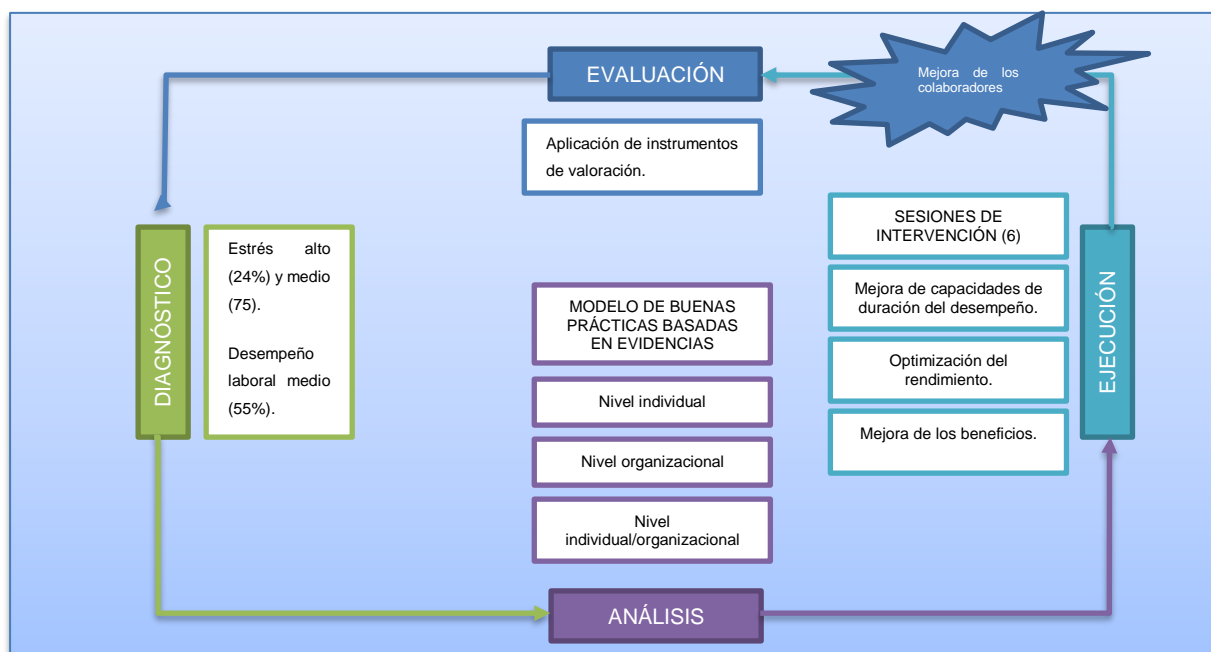 EVALUACIÓN
Mejora de los
colaboradores
Aplicación de instrumentos
de valoración.
DIAGNÓSTICO
Estrés alto
(24%) y medio
(75).
Desempeño
laboral medio
(55%).
MODELO DE BUENAS
PRÁCTICAS BASADAS
EN EVIDENCIAS
Nivel individual
Nivel organizacional
Nivel
individual/organizacional
SESIONES DE
INTERVENCIÓN (6)
Mejora de capacidades de
duración del desempeño.
Optimización del
rendimiento.
Mejora de los beneficios.
EJECUCIÓN
ANÁLISIS